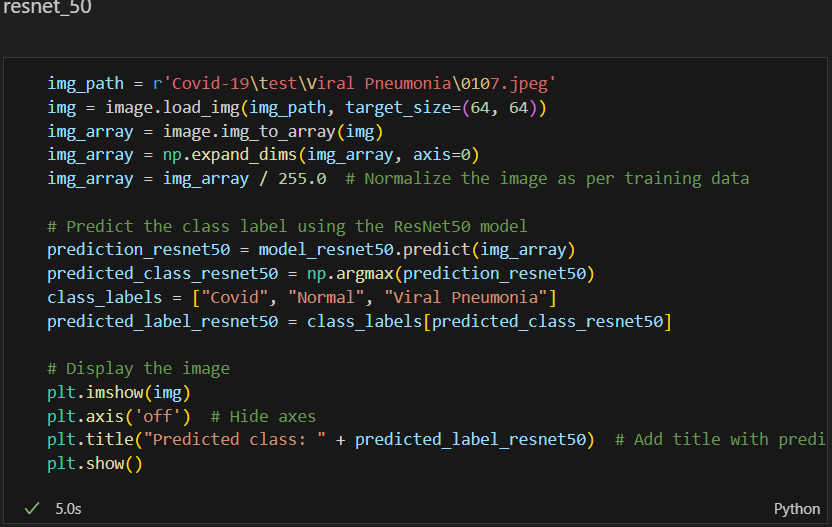 resnet_50
img_path = r'Covid-19\test\Viral Pneumonia\0107.jpeg'
img = image.load_img(img_path, target_size=(64, 64))
img_array = image.img_to_array(img)
img_array = np.expand_dims(img_array, axis=0)
img_array = img_array / 255.0  # Normalize the image as per training data
# Predict the class label using the ResNet50 model
prediction_resnet50 = model_resnet50.predict(img_array)
predicted_class_resnet50 = np.argmax(prediction_resnet50)
class_labels = ["Covid", "Normal", "Viral Pneumonia"]
predicted_label_resnet50 = class_labels[predicted_class_resnet50]
# Display the image
plt.imshow(img)
plt.axis('off')  # Hide axes
plt.title("Predicted class: " + predicted_label_resnet50)  # Add title with predi
plt.show()
5.0s
Python